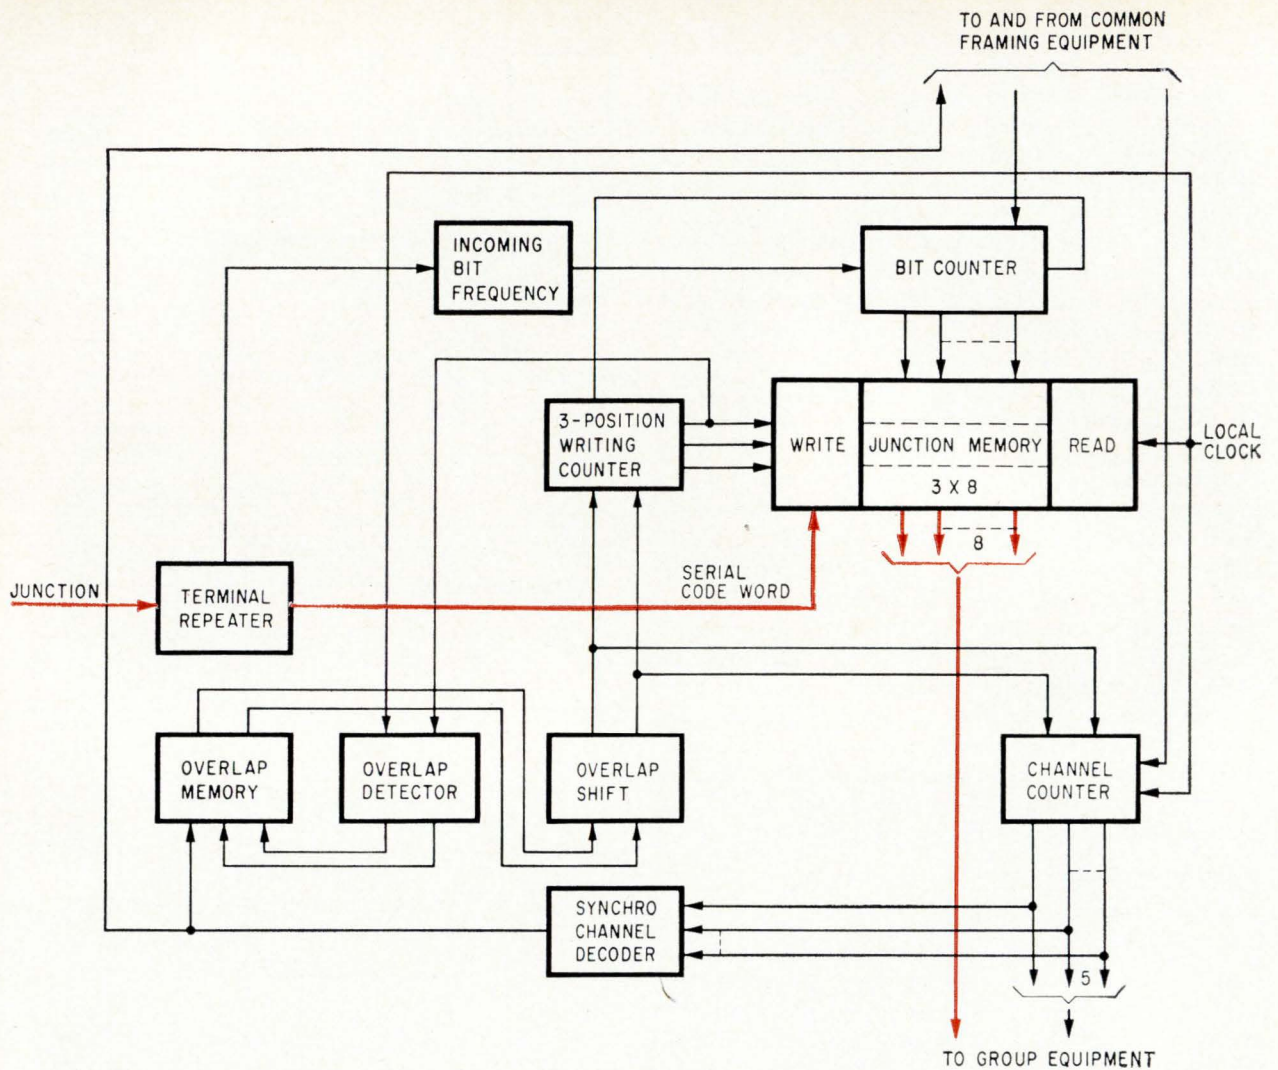 TO AND FROM COMMON
FRAMING EQUIPMENT
INCOMING
BIT
FREQUENCY
BIT COUNTER
3-POSITION
WRITING
COUNTER
WRITE
JUNCTION MEMORY
3 X 8
READ
LOCAL
CLOCK
8
JUNCTION
TERMINAL
REPEATER
SERIAL
CODE WORD
OVERLAP
MEMORY
OVERLAP
DETECTOR
OVERLAP
SHIFT
CHANNEL
COUNTER
SYNCHRO
CHANNEL
DECODER
5
TO GROUP EQUIPMENT